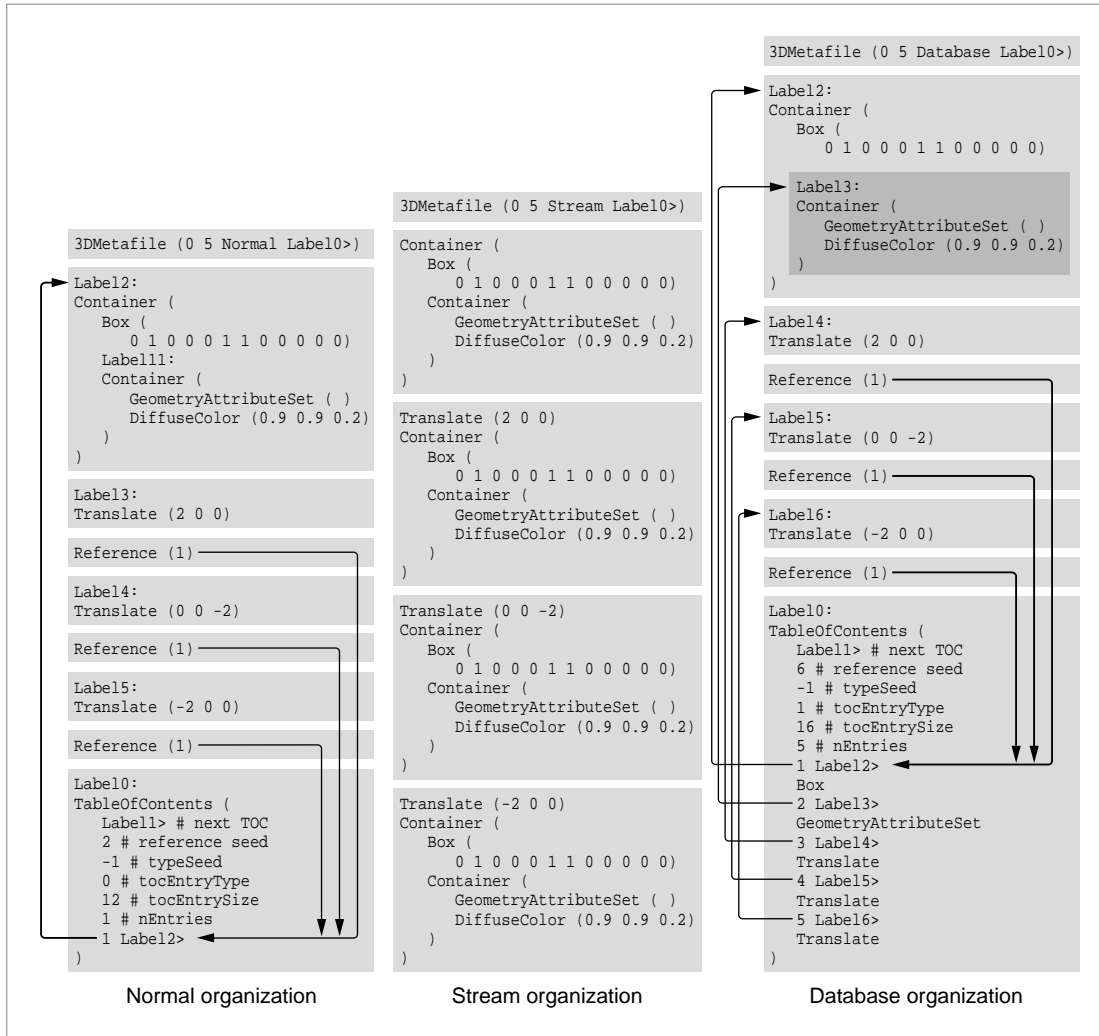 3DMetafile (0 5 Normal Label0>)
Label2:
Container (
Box (
0 1 0 0 0 1 1 0 0 0 0 0)
Label11:
Container (
GeometryAttributeSet ( )
DiffuseColor (0.9 0.9 0.2)
)
)
Label3:
Translate (2 0 0)
Reference (1)
Label4:
Translate (0 0 -2)
Reference (1)
Label5:
Translate (-2 0 0)
Reference (1)
Label0:
TableOfContents (
Label1> # next TOC
2 # reference seed
-1 # typeSeed
0 # tocEntryType
12 # tocEntrySize
1 # nEntries
1 Label2>
)
Normal organization
3DMetafile (0 5 Stream Label0>)
Container (
Box (
0 1 0 0 0 1 1 0 0 0 0 0)
Container (
GeometryAttributeSet ( )
DiffuseColor (0.9 0.9 0.2)
)
)
Translate (2 0 0)
Container (
Box (
0 1 0 0 0 1 1 0 0 0 0 0)
Container (
GeometryAttributeSet ( )
DiffuseColor (0.9 0.9 0.2)
)
)
Translate (0 0 -2)
Container (
Box (
0 1 0 0 0 1 1 0 0 0 0 0)
Container (
GeometryAttributeSet ( )
DiffuseColor (0.9 0.9 0.2)
)
)
Translate (-2 0 0)
Container (
Box (
0 1 0 0 0 1 1 0 0 0 0 0)
Container (
GeometryAttributeSet ( )
DiffuseColor (0.9 0.9 0.2)
)
)
Stream organization
3DMetafile (0 5 Database Label0>)
Label2:
Container (
Box (
0 1 0 0 0 1 1 0 0 0 0 0)
Label3:
Container (
GeometryAttributeSet ( )
DiffuseColor (0.9 0.9 0.2)
)
)
Label4:
Translate (2 0 0)
Reference (1)
Label5:
Translate (0 0 -2)
Reference (1)
Label6:
Translate (-2 0 0)
Reference (1)
Label0:
TableOfContents (
Label1> # next TOC
6 # reference seed
-1 # typeSeed
1 # tocEntryType
16 # tocEntrySize
5 # nEntries
1 Label2>
Box
2 Label3>
GeometryAttributeSet
3 Label4>
Translate
4 Label5>
Translate
5 Label6>
Translate
)
Database organization